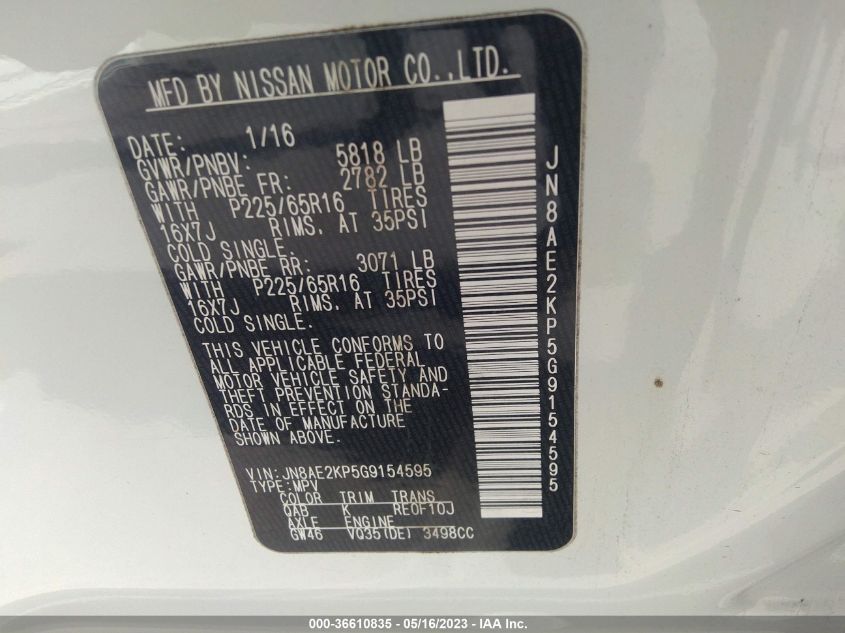 MFD BY NISSAN MOTOR CO.,LTD.
DATE: 1/16
GVWR/PNBV: 5818 LB
GAWR/PNBE FR: 2782 LB
WITH P225/65R16 TIRES
16X7J RIMS, AT 35PSI
COLD SINGLE.
GAWR/PNBE RR: 3071 LB
WITH P225/65R16 TIRES
16X7J RIMS, AT 35PSI
COLD SINGLE.
THIS VEHICLE CONFORMS TO
ALL APPLICABLE FEDERAL
MOTOR VEHICLE SAFETY AND
THEFT PREVENTION STANDA-
RDS IN EFFECT ON THE
DATE OF MANUFACTURE
SHOWN ABOVE.
VIN:JN8AE2KP5G9154595
TYPE:MPV
COLOR TRIM TRANS
QAB K RE0F10J
AXLE ENGINE
GW46 VQ35(DE) 3498CC
JN8AE2KP5G9154595
000-36610835 - 05/16/2023 - IAA Inc.